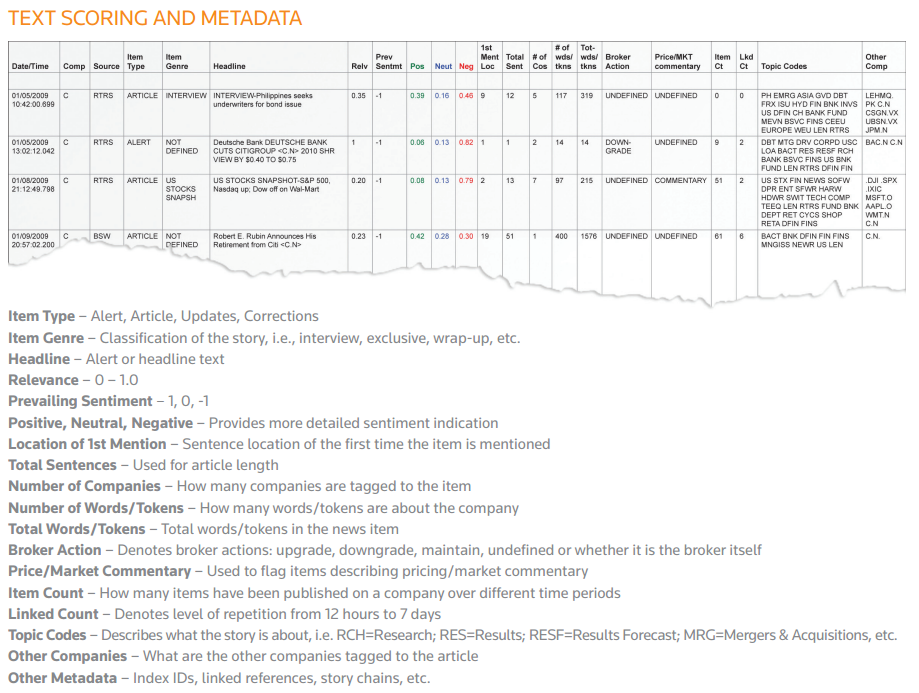 TEXT SCORING AND METADATA
Date/Time Comp Source Item Type Item Genre Headline Relv Prev Sentmt Pos Neut Neg 1st Ment Loc Total Sent # of Cos # of wds/ tkns Tot- wds/ tkns Broker Action Price/MKT commentary Item Ct Lkd Ct Topic Codes Other Comp
01/05/2009 10:42:00.699 C RTRS ARTICLE INTERVIEW INTERVIEW-Philippines seeks underwriters for bond issue 0.35 -1 0.39 0.16 0.46 9 12 5 117 319 UNDEFINED UNDEFINED 0 0 PH EMRG ASIA GVD DBT FRX ISU HYD FIN BNK INVS US DFIN CH BANK FUND MEVN BSVC FINS CEEU EUROPE WEU LEN RTRS LEHMQ. PK C.N CSGN.VX UBSN.VX JPM.N
01/05/2009 13:02:12.042 C RTRS ALERT NOT DEFINED Deutsche Bank DEUTSCHE BANK CUTS CITIGROUP <C.N> 2010 SHR VIEW BY $0.40 TO $0.75 1 -1 0.06 0.13 0.82 1 1 2 14 14 DOWN- GRADE UNDEFINED 9 2 DBT MTG DRV CORPD USC LOA BACT RES RESF RCH BANK BSVC FINS US BNK FUND LEN RTRS DFIN FIN BAC.N C.N
01/08/2009 21:12:49.798 C RTRS ARTICLE US STOCKS SNAPSH US STOCKS SNAPSHOT-S&P 500, Nasdaq up; Dow off on Wal-Mart 0.20 -1 0.08 0.13 0.79 2 13 7 97 215 UNDEFINED COMMENTARY 51 2 US STX FIN NEWS SOFW DPR ENT SFWR HARW HDWR SWIT TECH COMP TEEQ LEN RTRS FUND BNK DEPT RET CYCS SHOP RETA DFIN FINS .DJI .SPX .IXIC MSFT.O AAPL.O WMT.N C.N
01/09/2009 20:57:02.200 C BSW ARTICLE NOT DEFINED Robert E. Rubin Announces His Retirement from Citi <C.N> 0.23 -1 0.42 0.28 0.30 19 51 1 400 1576 UNDEFINED UNDEFINED 61 6 BACT BNK DFIN FIN FINS MNGISS NEWR US LEN C.N.
Item Type – Alert, Article, Updates, Corrections
Item Genre – Classification of the story, i.e., interview, exclusive, wrap-up, etc.
Headline – Alert or headline text
Relevance – 0 – 1.0
Prevailing Sentiment – 1, 0, -1
Positive, Neutral, Negative – Provides more detailed sentiment indication
Location of 1st Mention – Sentence location of the first time the item is mentioned
Total Sentences – Used for article length
Number of Companies – How many companies are tagged to the item
Number of Words/Tokens – How many words/tokens are about the company
Total Words/Tokens – Total words/tokens in the news item
Broker Action – Denotes broker actions: upgrade, downgrade, maintain, undefined or whether it is the broker itself
Price/Market Commentary – Used to flag items describing pricing/market commentary
Item Count – How many items have been published on a company over different time periods
Linked Count – Denotes level of repetition from 12 hours to 7 days
Topic Codes – Describes what the story is about, i.e. RCH=Research; RES=Results; RESF=Results Forecast; MRG=Mergers & Acquisitions, etc.
Other Companies – What are the other companies tagged to the article
Other Metadata – Index IDs, linked references, story chains, etc.